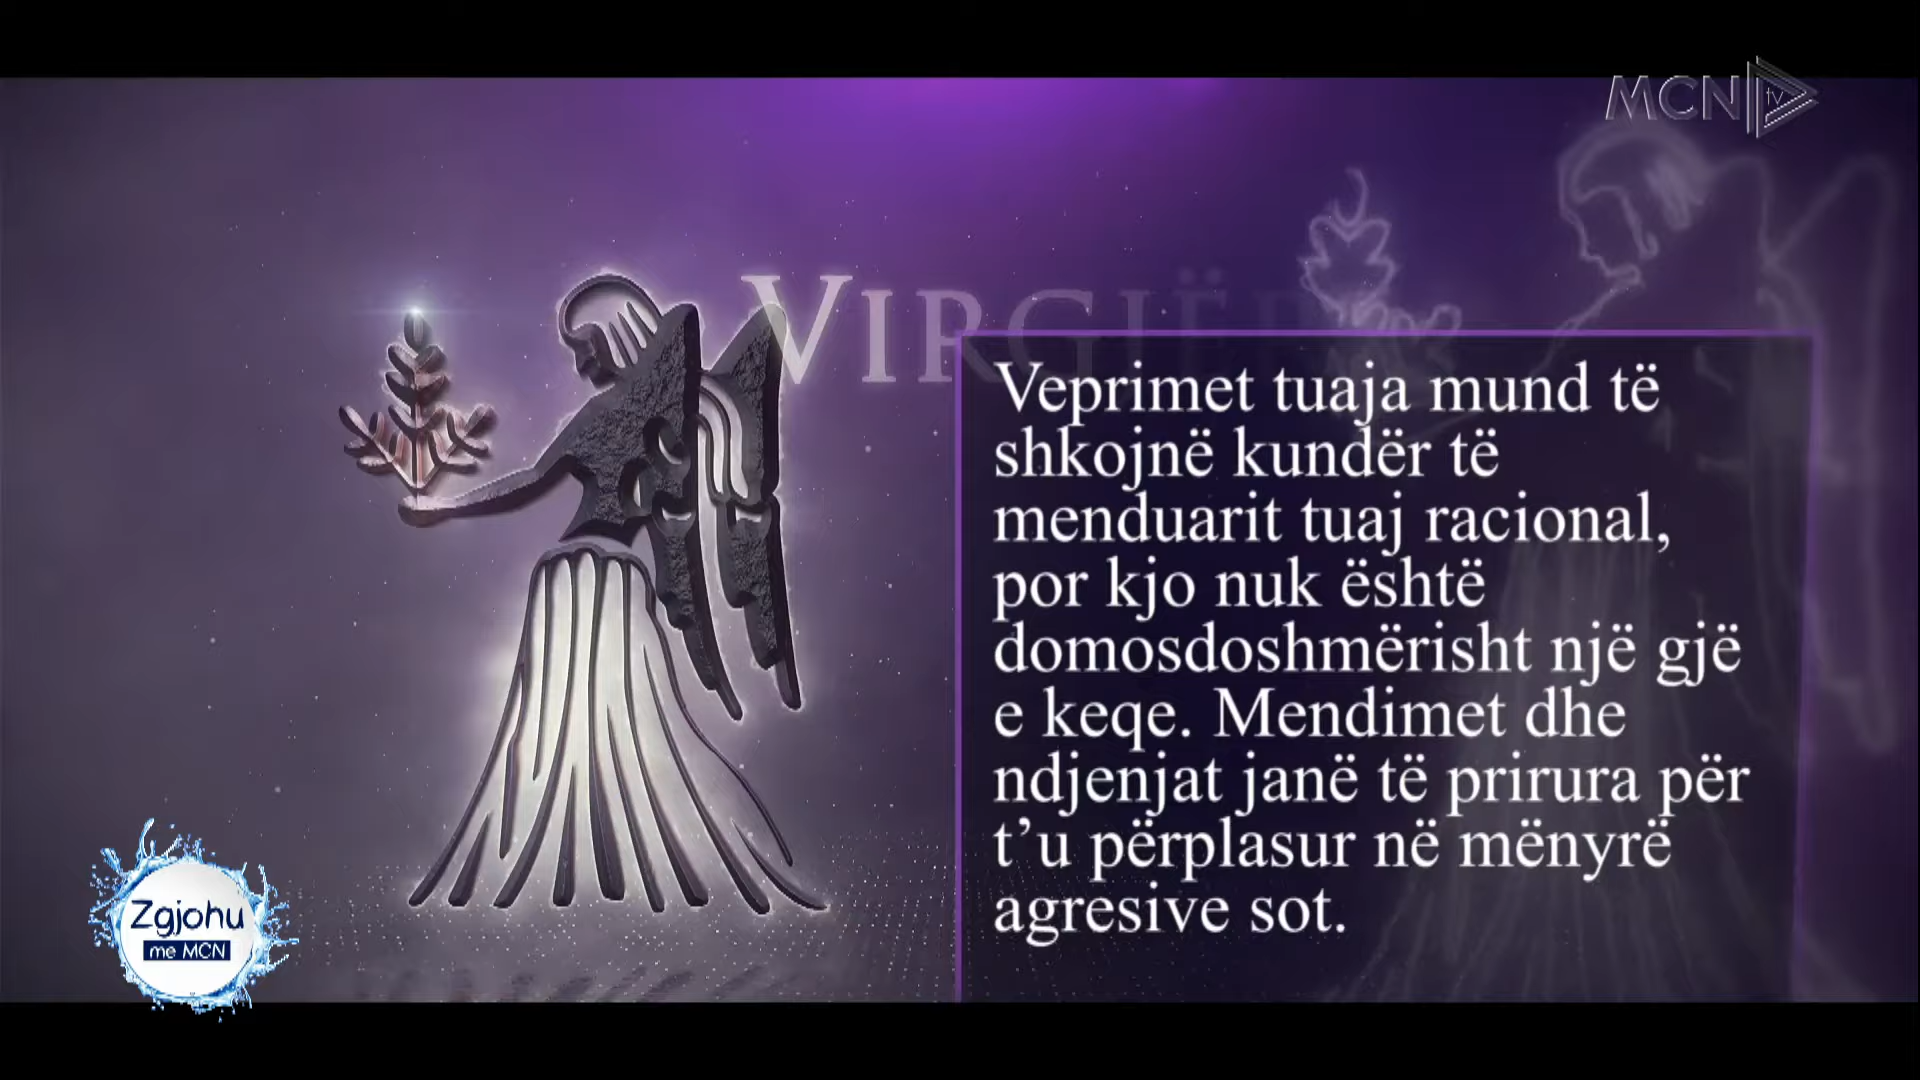 MCN tv
Veprimet tuaja mund të
shkojnë kundër të
menduarit tuaj racional,
por kjo nuk është
domosdoshmërisht një gjë
e keqe. Mendimet dhe
ndjenjat janë të prirura për
t’u përplasur në mënyrë
agresive sot.
Zgjohu
me MCN